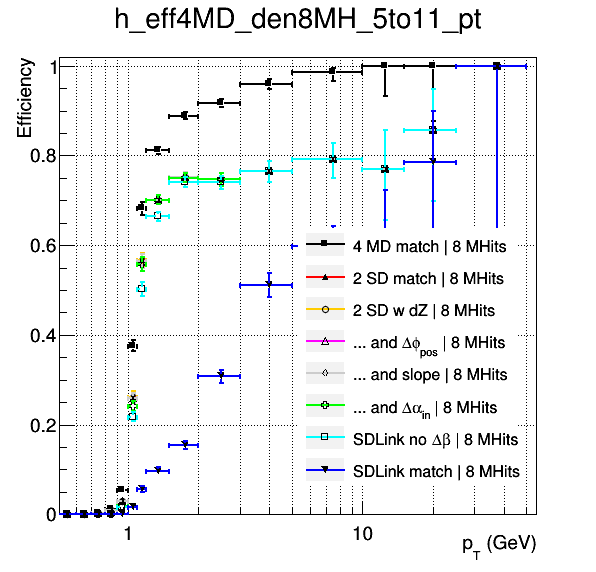 h_eff4MD_den8MH_5to11_pt
Efficiency
1
0.8
0.6
0.4
0.2
0
4 MD match | 8 MHits
2 SD match | 8 MHits
2 SD w dZ | 8 MHits
... and Δϕ_pos | 8 MHits
... and slope | 8 MHits
... and Δα_in | 8 MHits
SDLink no Δβ | 8 MHits
SDLink match | 8 MHits
1 10
p_T (GeV)